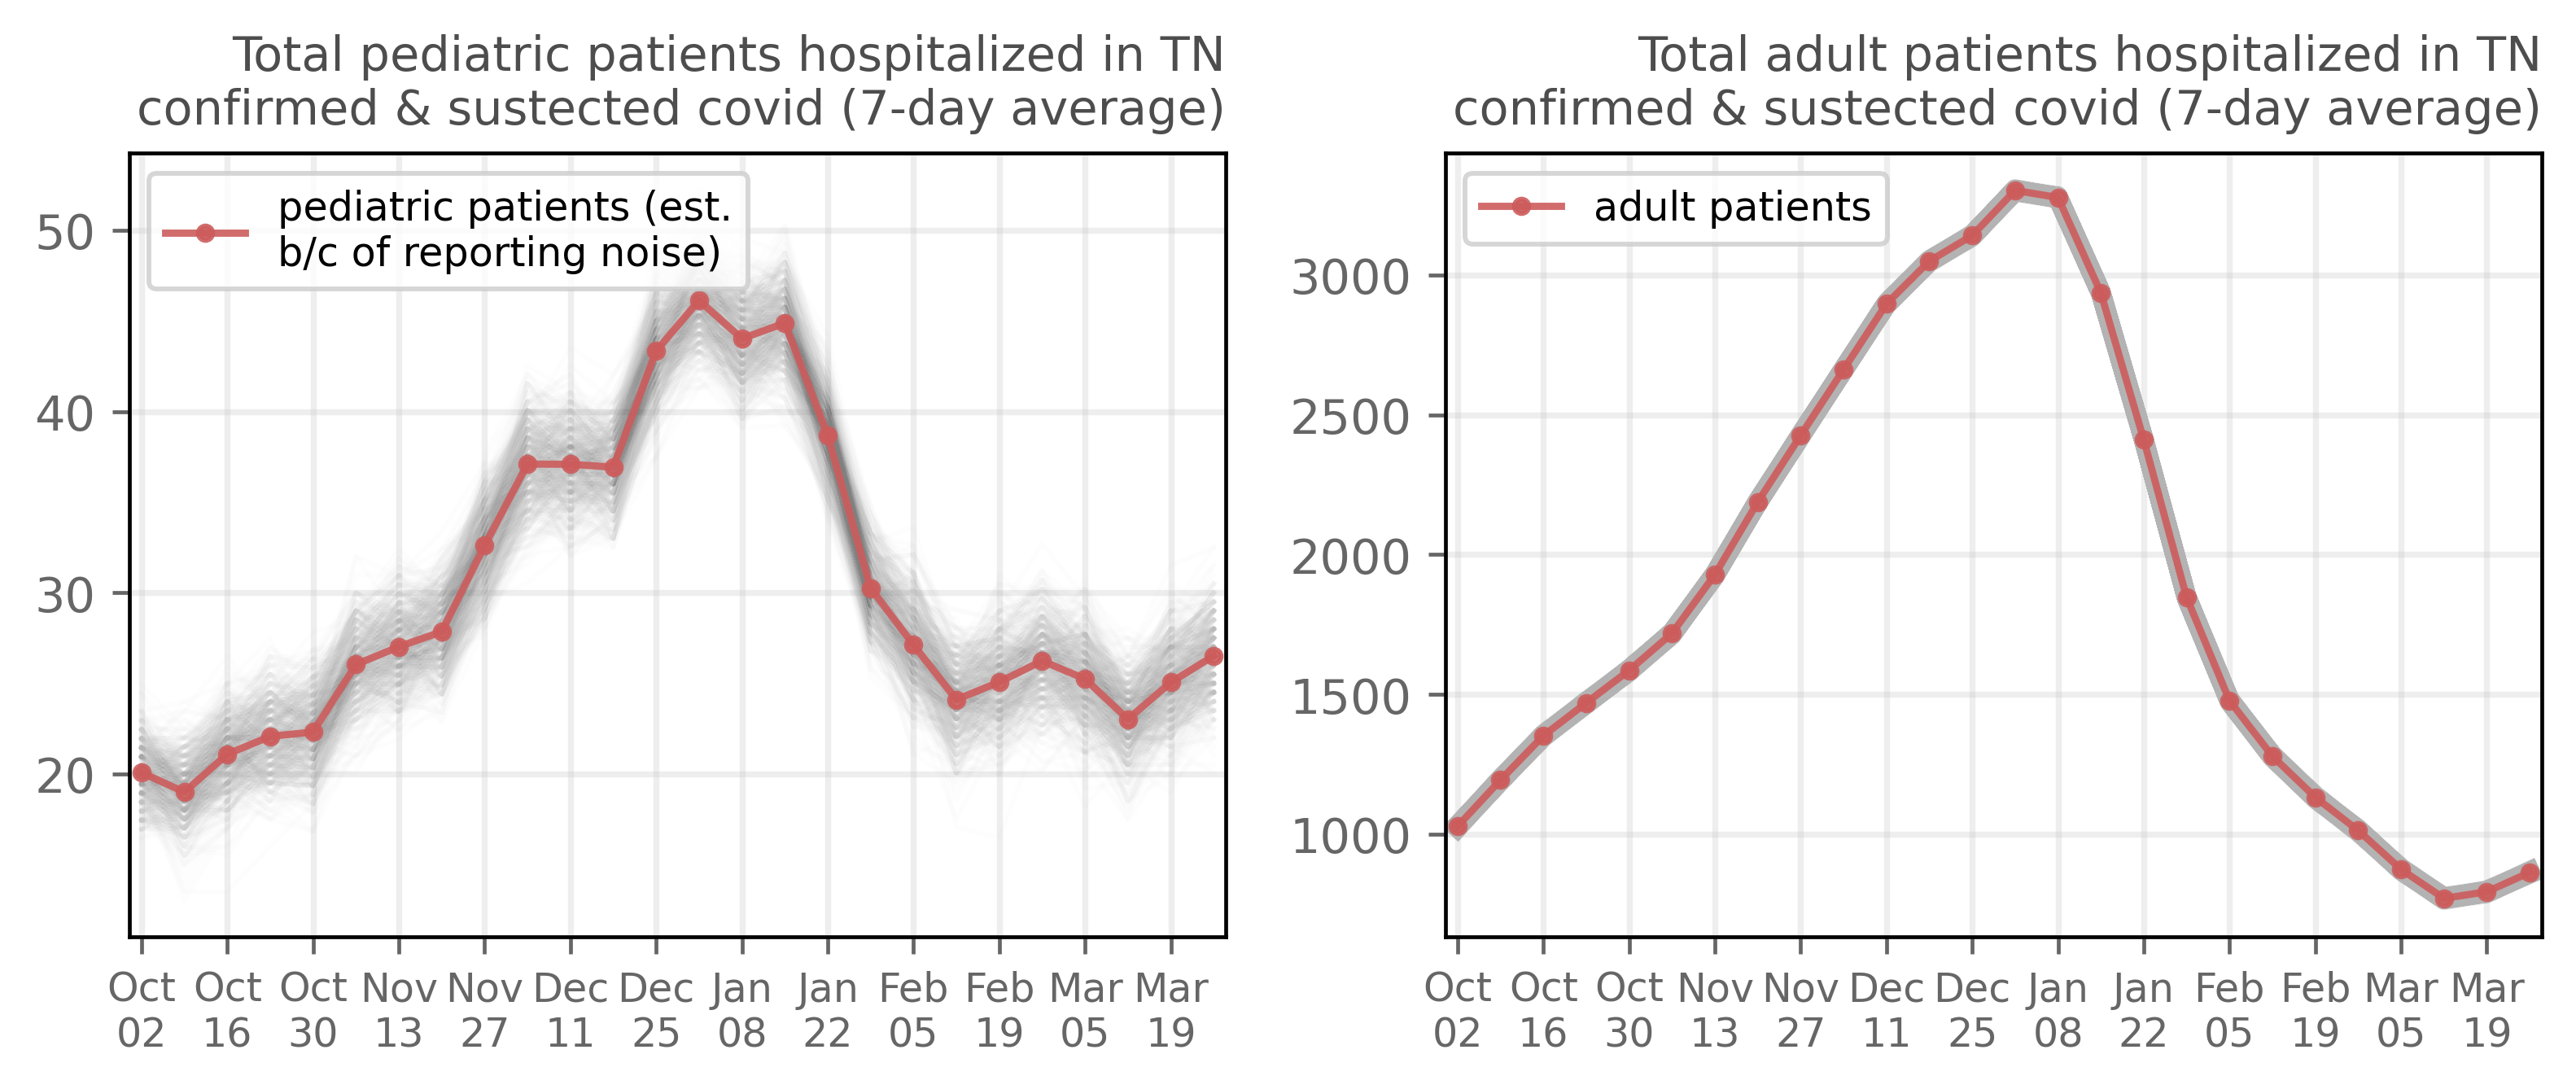 Total pediatric patients hospitalized in TN
confirmed & sustected covid (7-day average)
pediatric patients (est.
b/c of reporting noise)
50
40
30
20
Oct Oct Oct Nov Nov Dec Dec Jan Jan Feb Feb Mar Mar
02 16 30 13 27 11 25 08 22 05 19 05 19
Total adult patients hospitalized in TN
confirmed & sustected covid (7-day average)
adult patients
3000
2500
2000
1500
1000
Oct Oct Oct Nov Nov Dec Dec Jan Jan Feb Feb Mar Mar
02 16 30 13 27 11 25 08 22 05 19 05 19